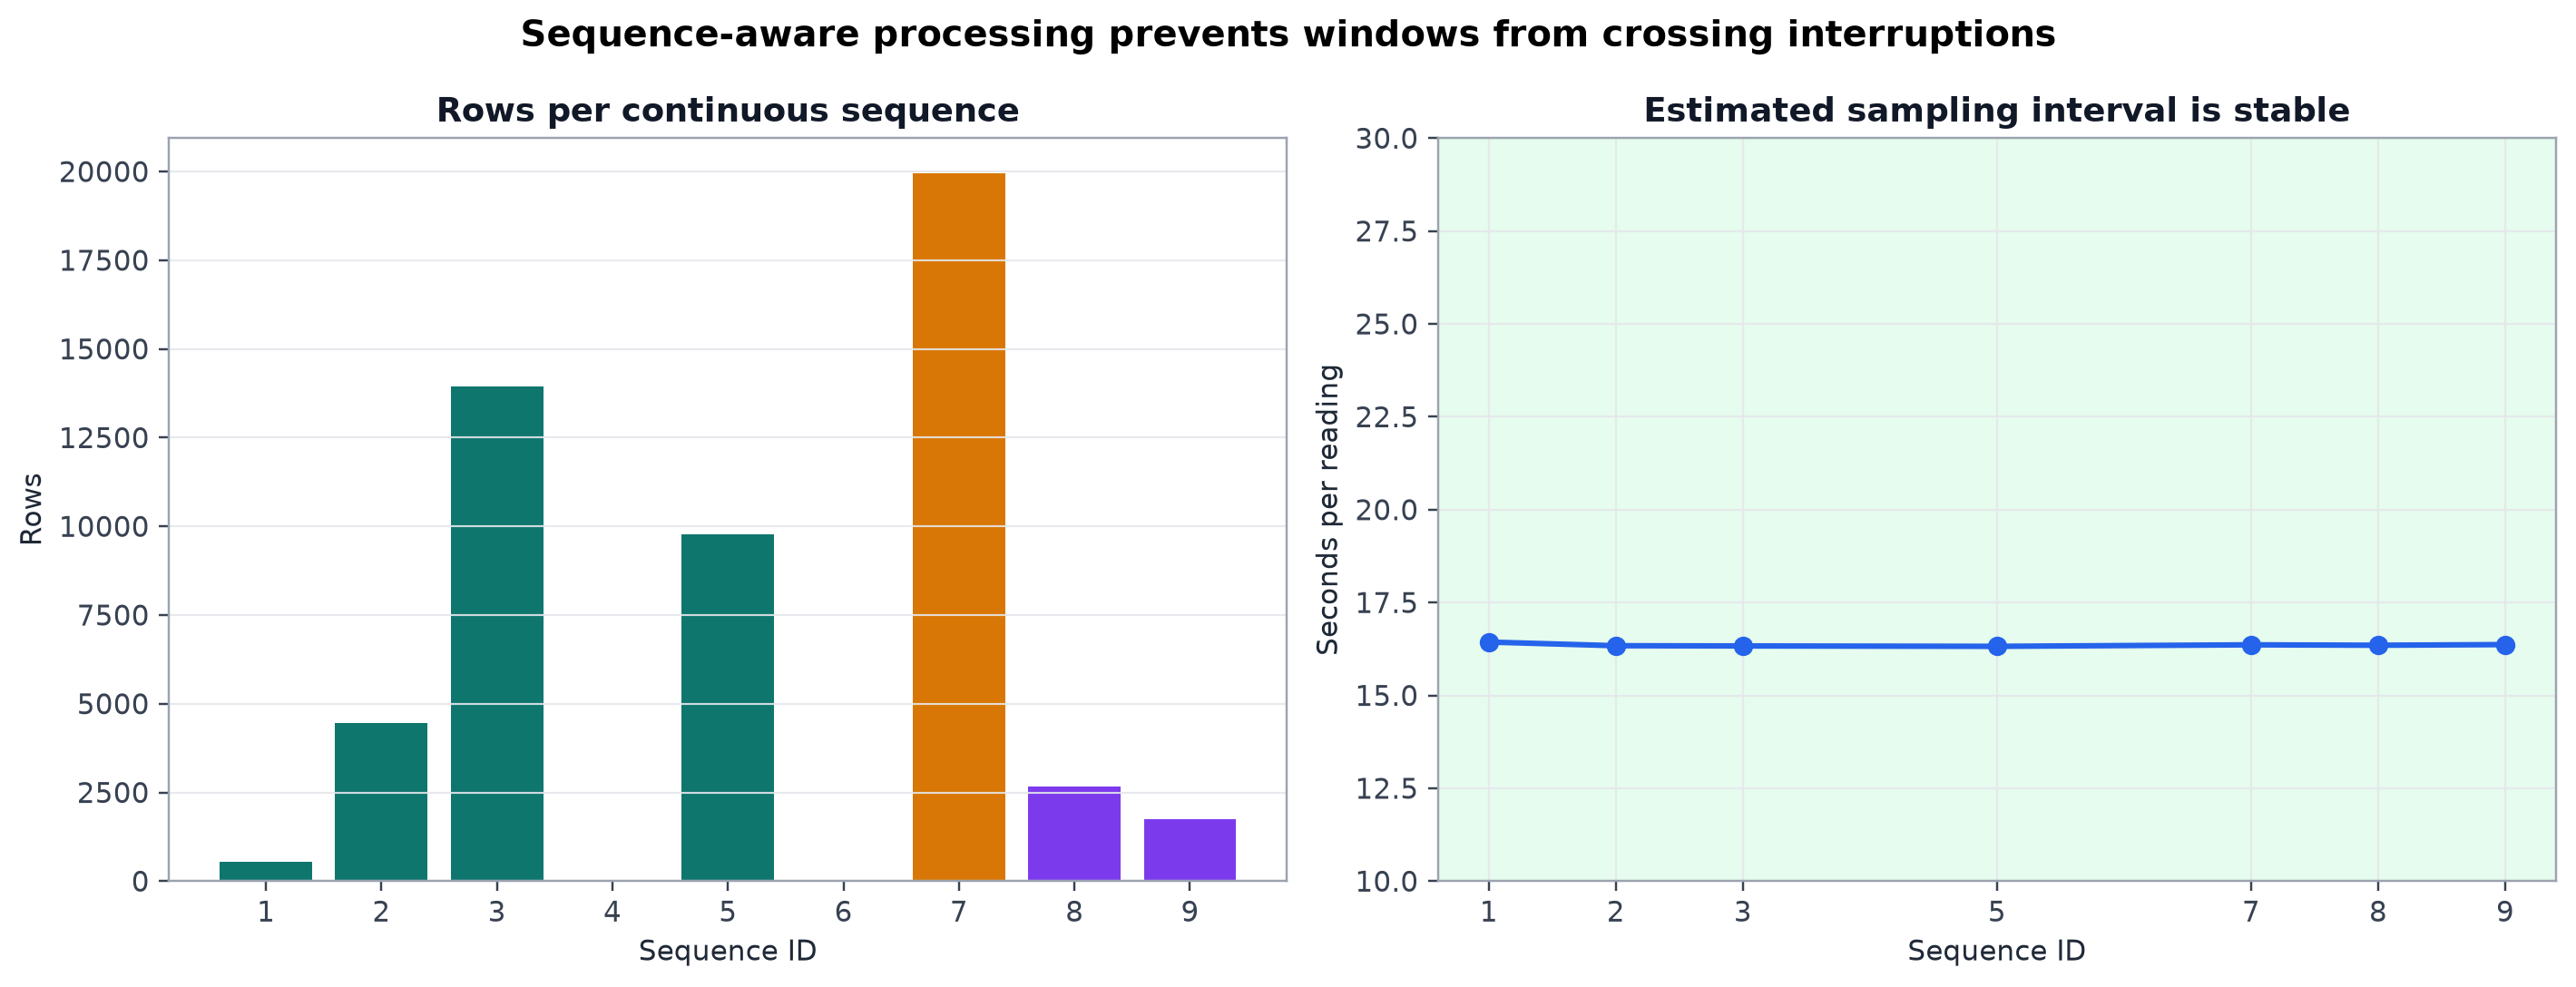 Sequence-aware processing prevents windows from crossing interruptions
Rows per continuous sequence
Rows
20000
17500
15000
12500
10000
7500
5000
2500
0
1 2 3 4 5 6 7 8 9
Sequence ID
Estimated sampling interval is stable
Seconds per reading
30.0
27.5
25.0
22.5
20.0
17.5
15.0
12.5
10.0
1 2 3 5 7 8 9
Sequence ID